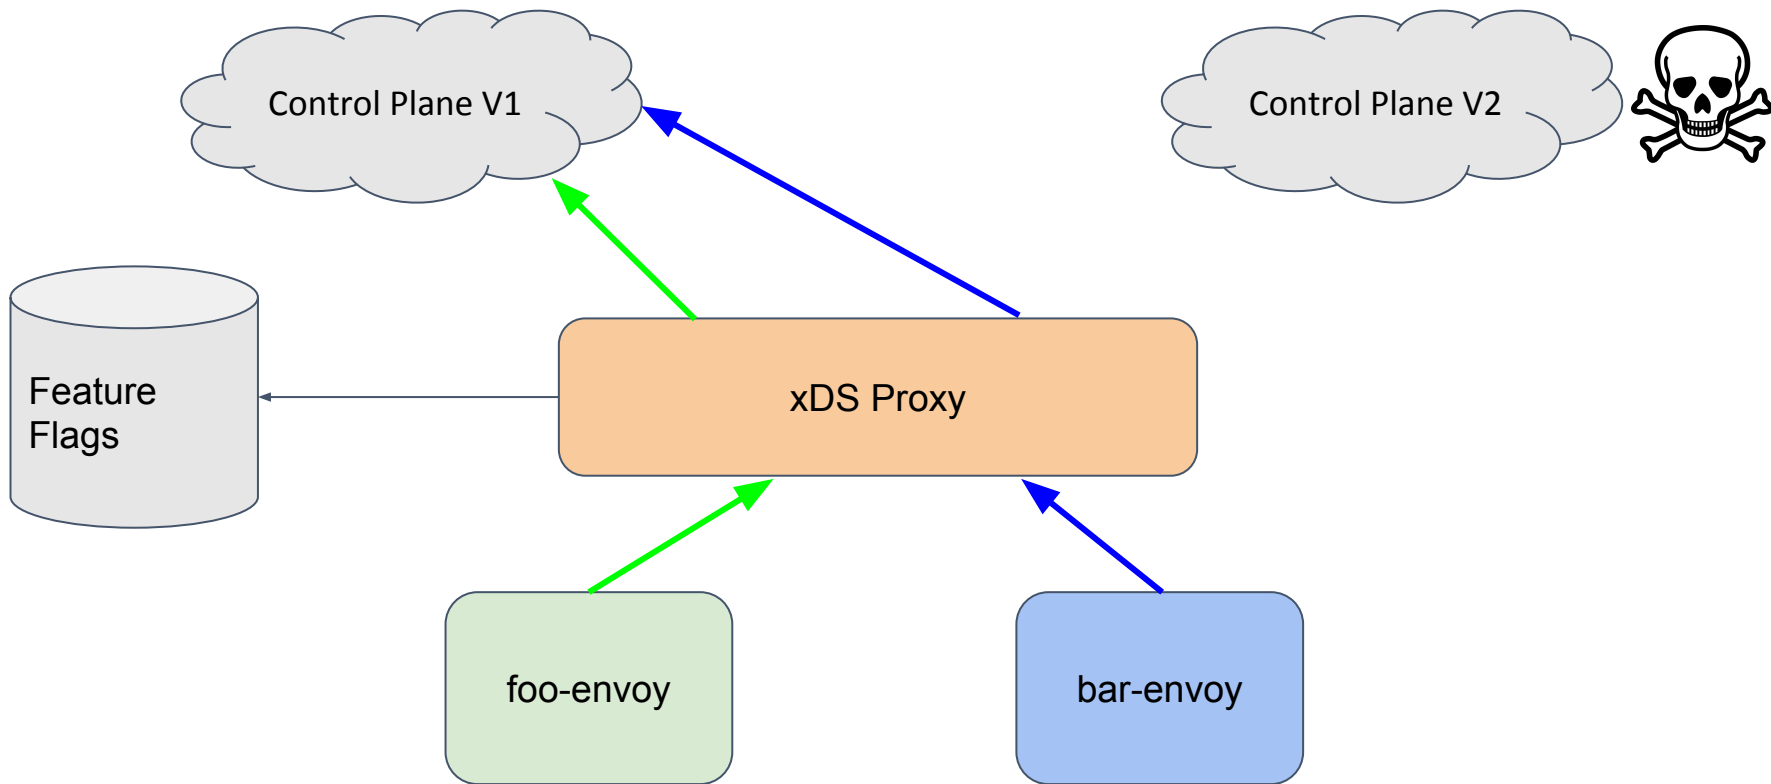 Control Plane V1
Control Plane V2
Feature
Flags
xDS Proxy
foo-envoy
bar-envoy